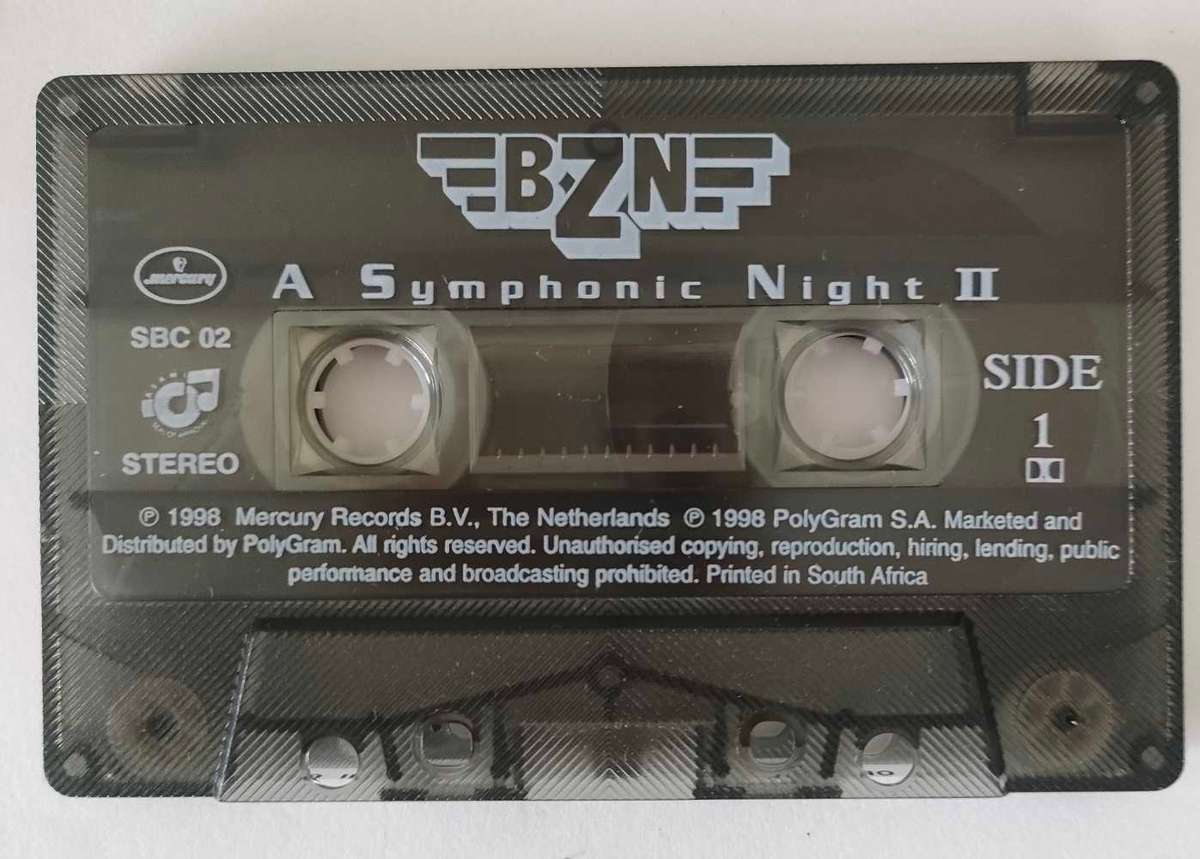 BZN
A Symphonic Night II
mercury
SBC 02
STEREO
SIDE
1
℗ 1998 Mercury Records B.V., The Netherlands ℗ 1998 PolyGram S.A. Marketed and
Distributed by PolyGram. All rights reserved. Unauthorised copying, reproduction, hiring, lending, public
performance and broadcasting prohibited. Printed in South Africa